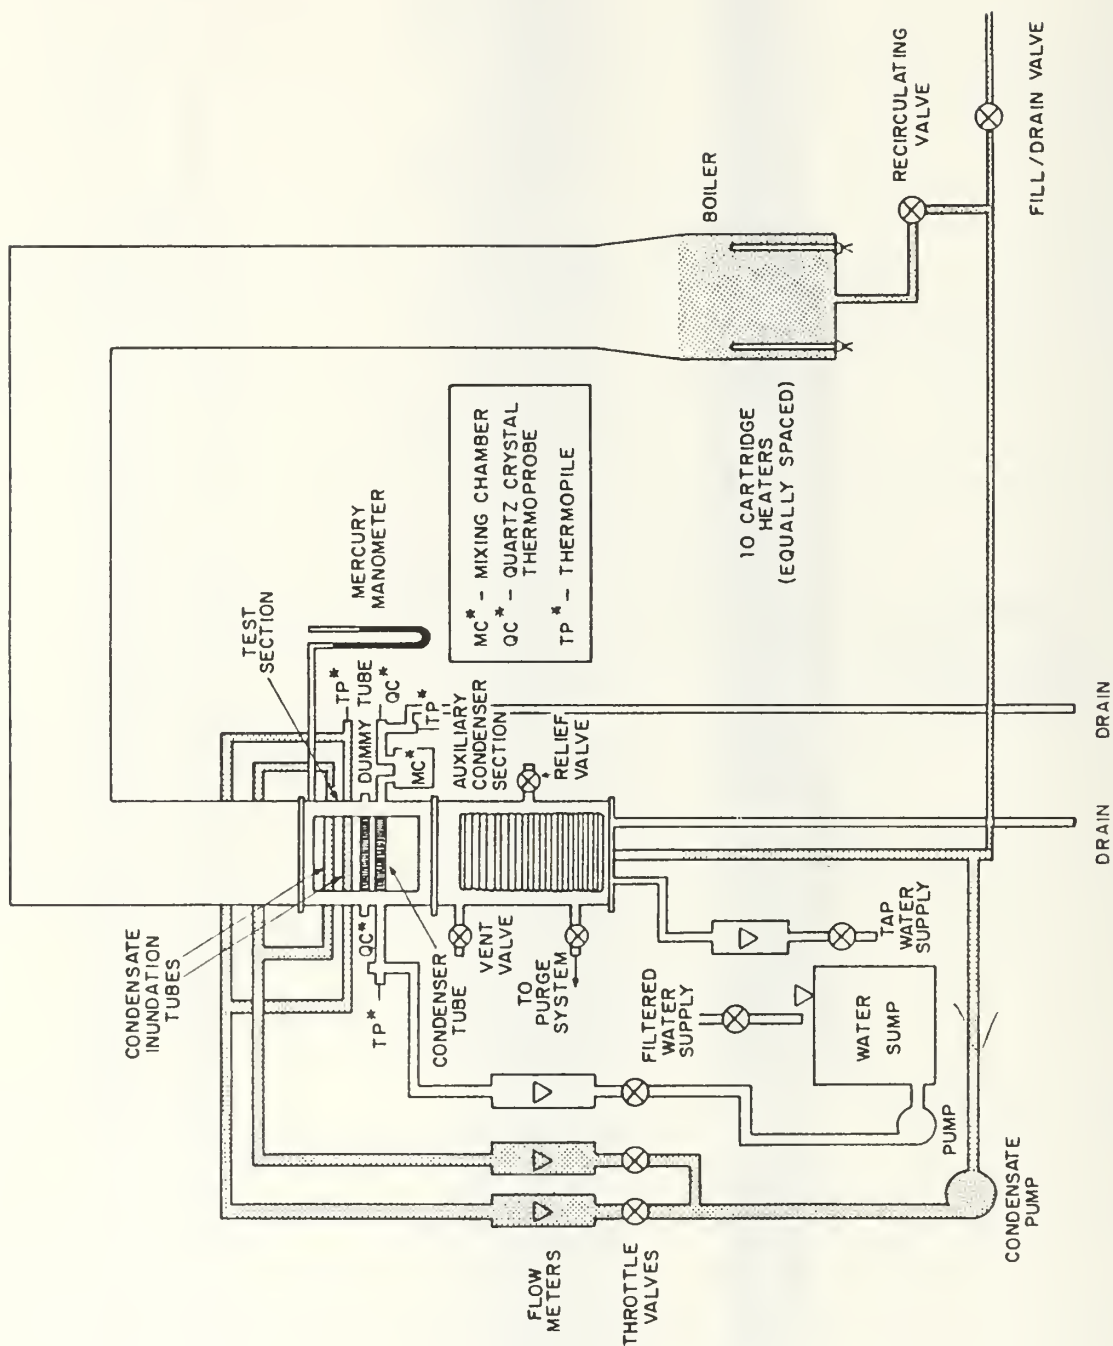 CONDENSATE
INUNDATION
TUBES
TEST
SECTION
MERCURY
MANOMETER
TP*
DUMMY TUBE
QC*
TP*
MC*
QC*
TP*
CONDENSER
TUBE
AUXILIARY
CONDENSER
SECTION
RELIEF
VALVE
VENT
VALVE
TO
PURGE
SYSTEM
MC* – MIXING CHAMBER
QC* – QUARTZ CRYSTAL
THERMOPROBE
TP* – THERMOPILE
BOILER
10 CARTRIDGE
HEATERS
(EQUALLY SPACED)
RECIRCULATING
VALVE
FILL/DRAIN VALVE
FLOW
METERS
THROTTLE
VALVES
FILTERED
WATER
SUPPLY
WATER
SUMP
PUMP
TAP
WATER
SUPPLY
CONDENSATE
PUMP
DRAIN
DRAIN